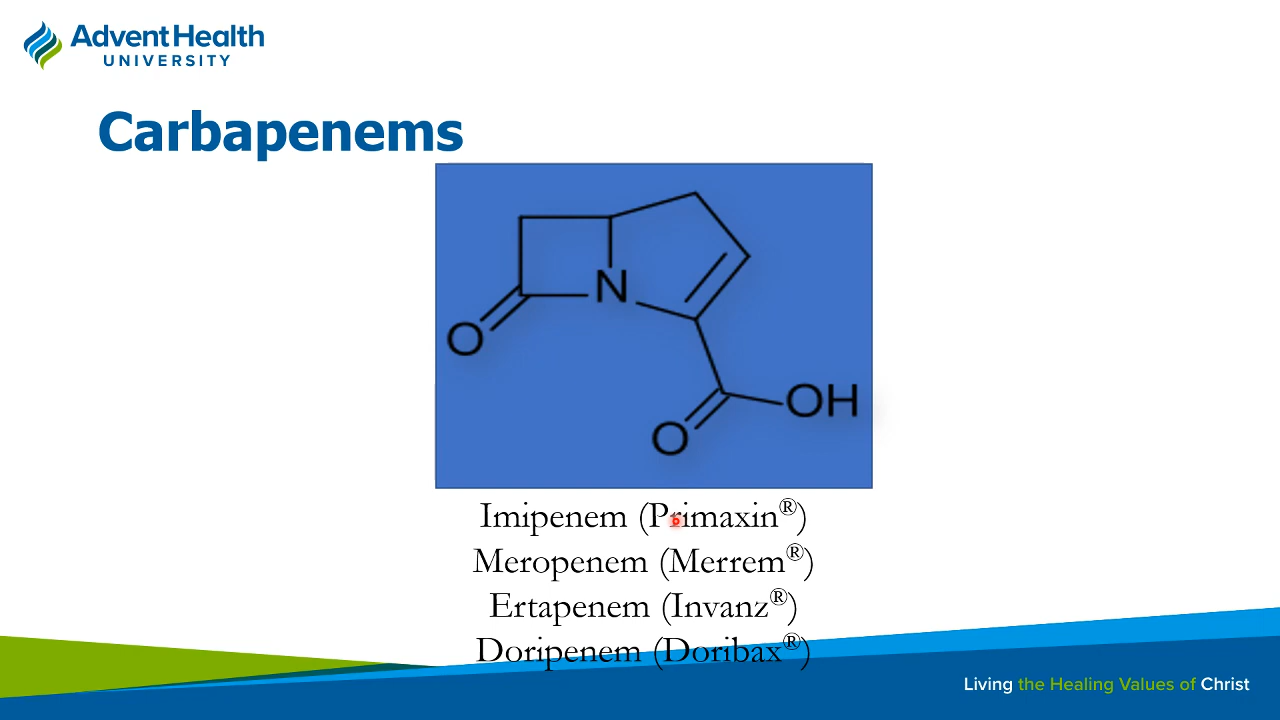 AdventHealth
UNIVERSITY
Carbapenems
N
O
O
OH
Imipenem (Primaxin®)
Meropenem (Merrem®)
Ertapenem (Invanz®)
Doripenem (Doribax®)
Living the Healing Values of Christ